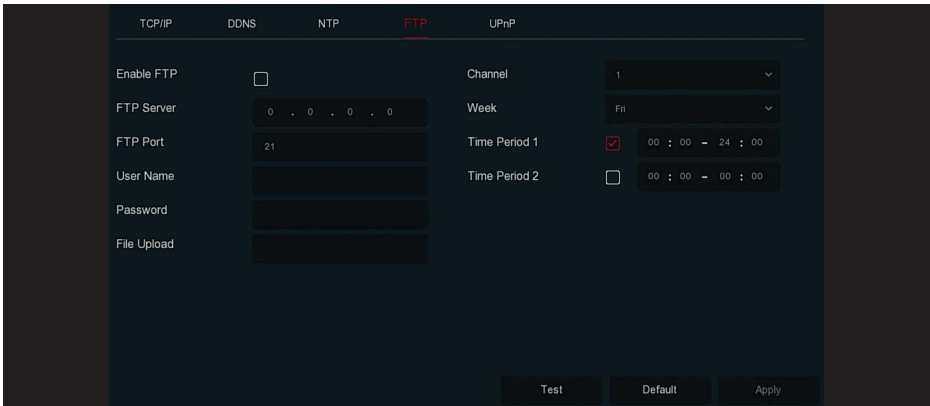 TCP/IP DDNS NTP FTP UPnP
Enable FTP Channel 1
FTP Server 0 . 0 . 0 . 0 Week Fri
FTP Port 21 Time Period 1 00 : 00 - 24 : 00
User Name Time Period 2 00 : 00 - 00 : 00
Password
File Upload
Test Default Apply